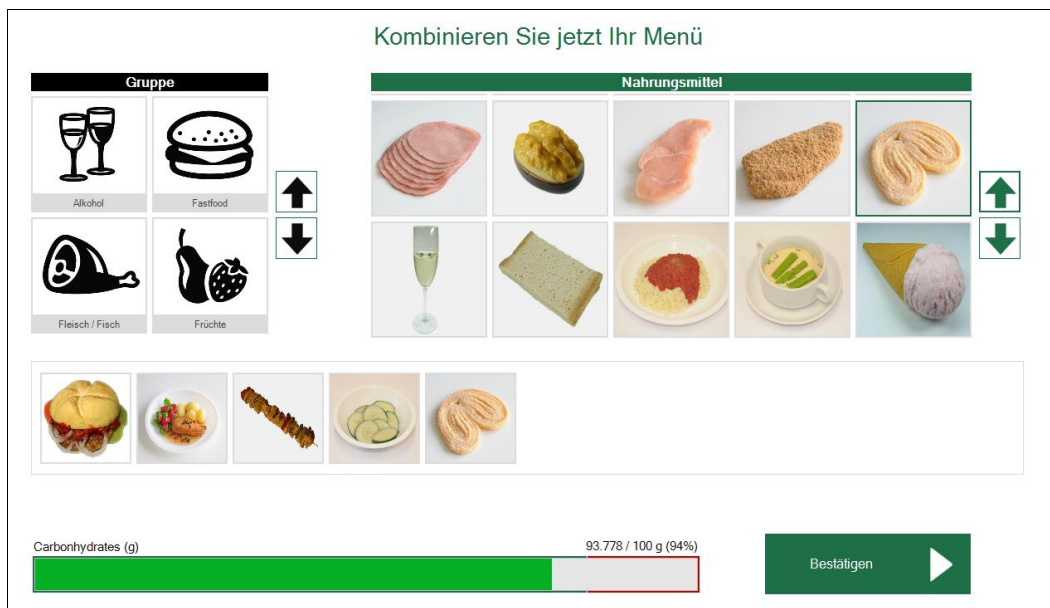 Kombinieren Sie jetzt Ihr Menü
Gruppe
Nahrungsmittel
Alkohol
Fastfood
Fleisch / Fisch
Früchte
Carbonhydrates (g)
93.778 / 100 g (94%)
Bestätigen